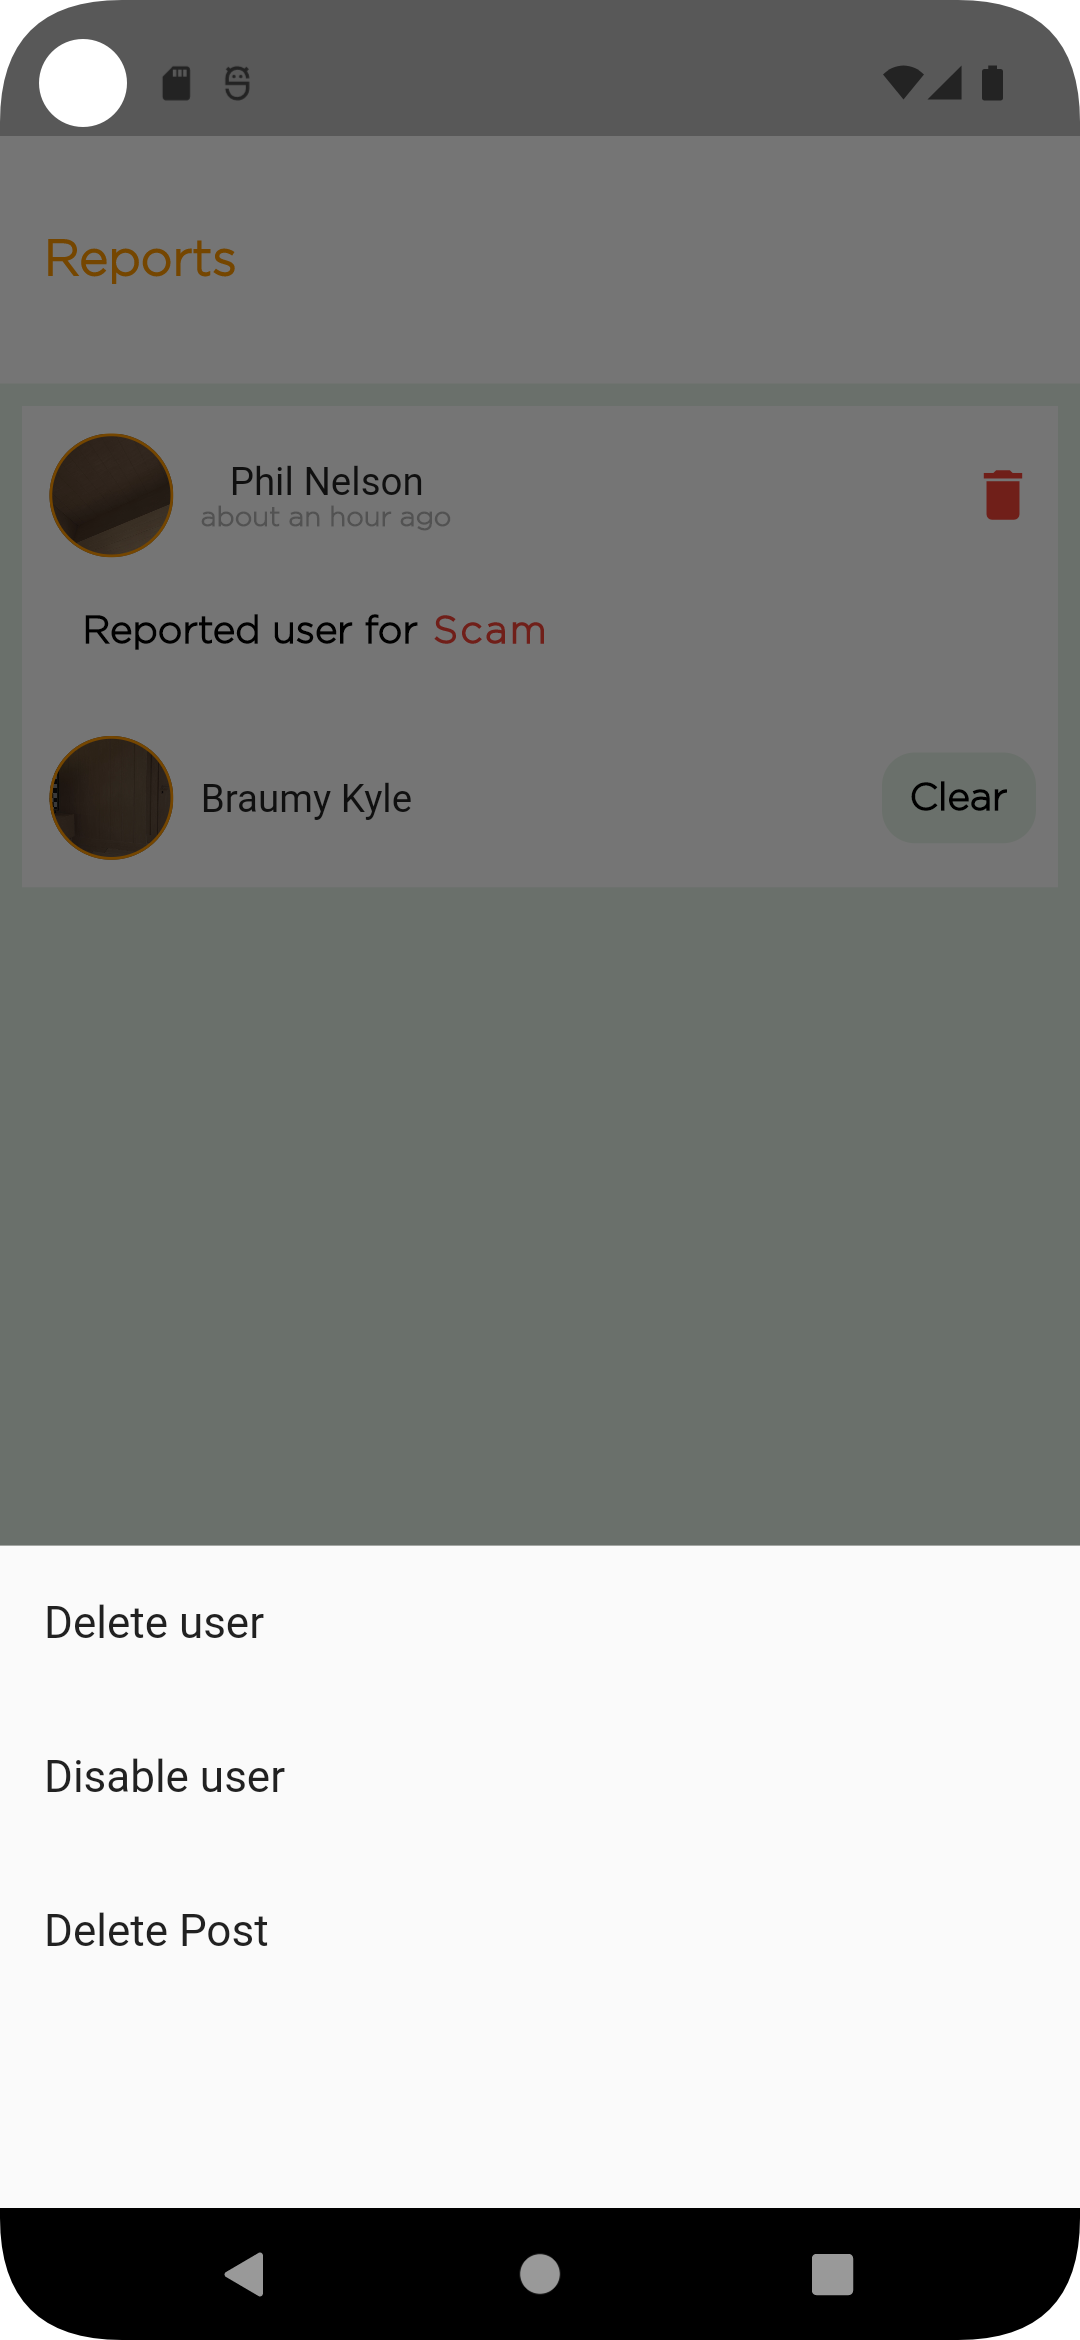 Reports
Phil Nelson
about an hour ago
Reported user for Scam
Braumy Kyle
Clear
Delete user
Disable user
Delete Post